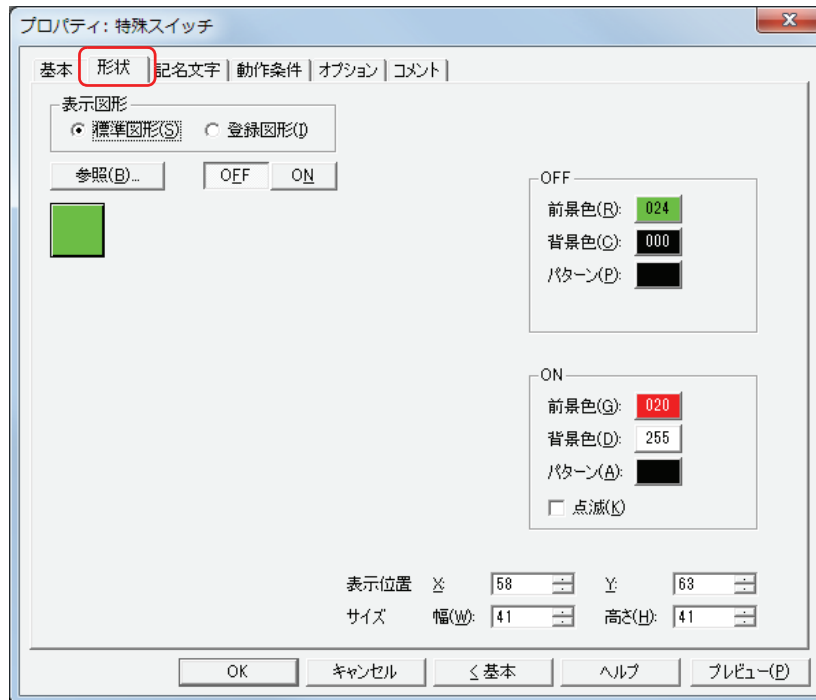 プロパティ: 特殊スイッチ
基本 形状 記名文字 動作条件 オプション コメント
表示図形
標準図形(S) 登録図形(I)
参照(B)... OFF ON
OFF
前景色(R): 024
背景色(C): 000
パターン(P):
ON
前景色(G): 020
背景色(D): 255
パターン(A):
点滅(K)
表示位置 X: 58 Y: 63
サイズ 幅(W): 41 高さ(H): 41
OK キャンセル < 基本 ヘルプ プレビュー(P)